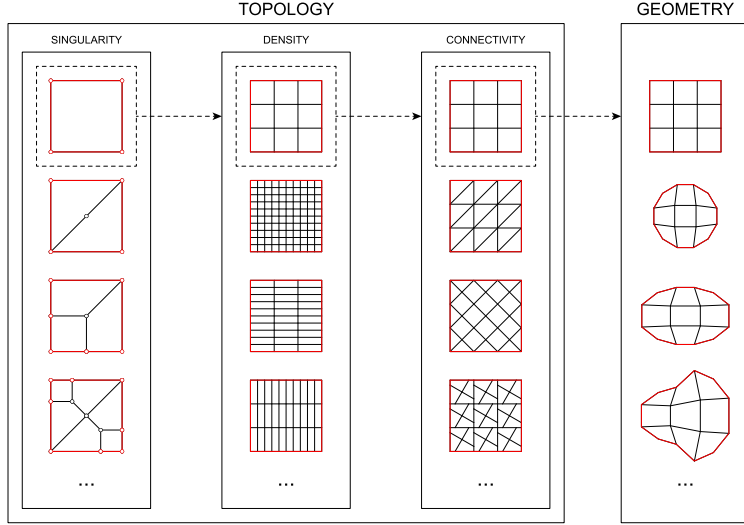 TOPOLOGY
GEOMETRY
SINGULARITY
DENSITY
CONNECTIVITY
...
...
...
...